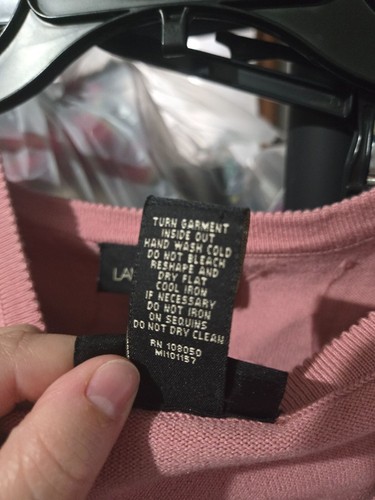 TURN GARMENT
INSIDE OUT
HAND WASH COLD
DO NOT BLEACH
RESHAPE AND
DRY FLAT
COOL IRON
IF NECESSARY
DO NOT IRON
ON SEQUINS
DO NOT DRY CLEAN
RN 108050
MI101157